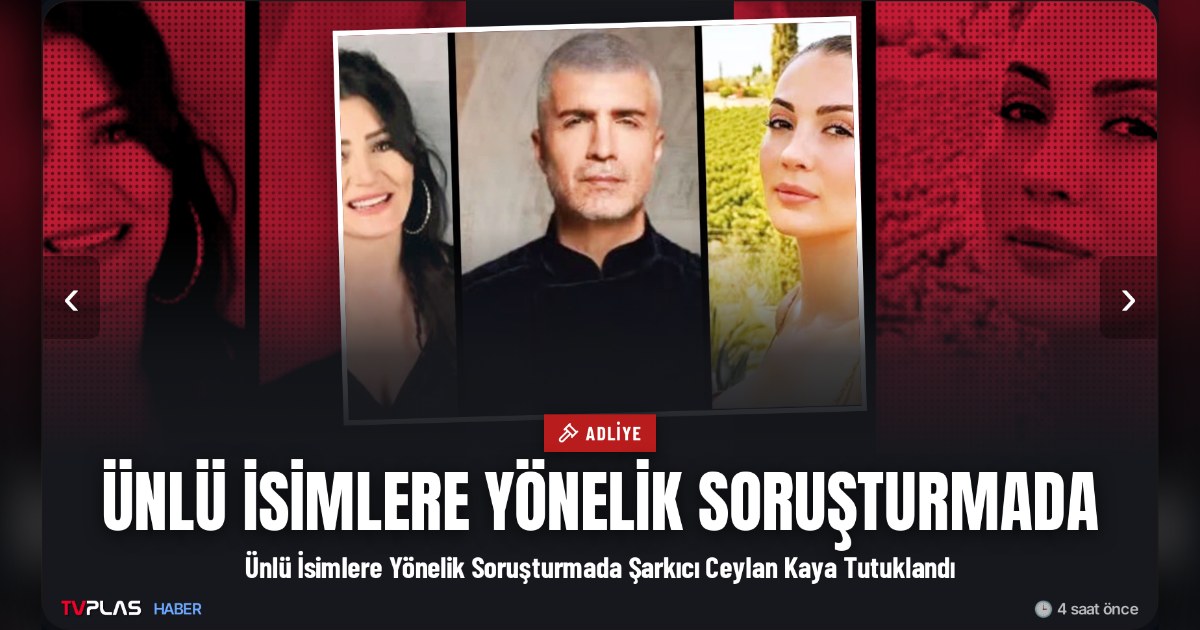 ADLİYE
ÜNLÜ İSİMLERE YÖNELİK SORUŞTURMADA
Ünlü İsimlere Yönelik Soruşturmada Şarkıcı Ceylan Kaya Tutuklandı
TVPLAS HABER
4 saat önce